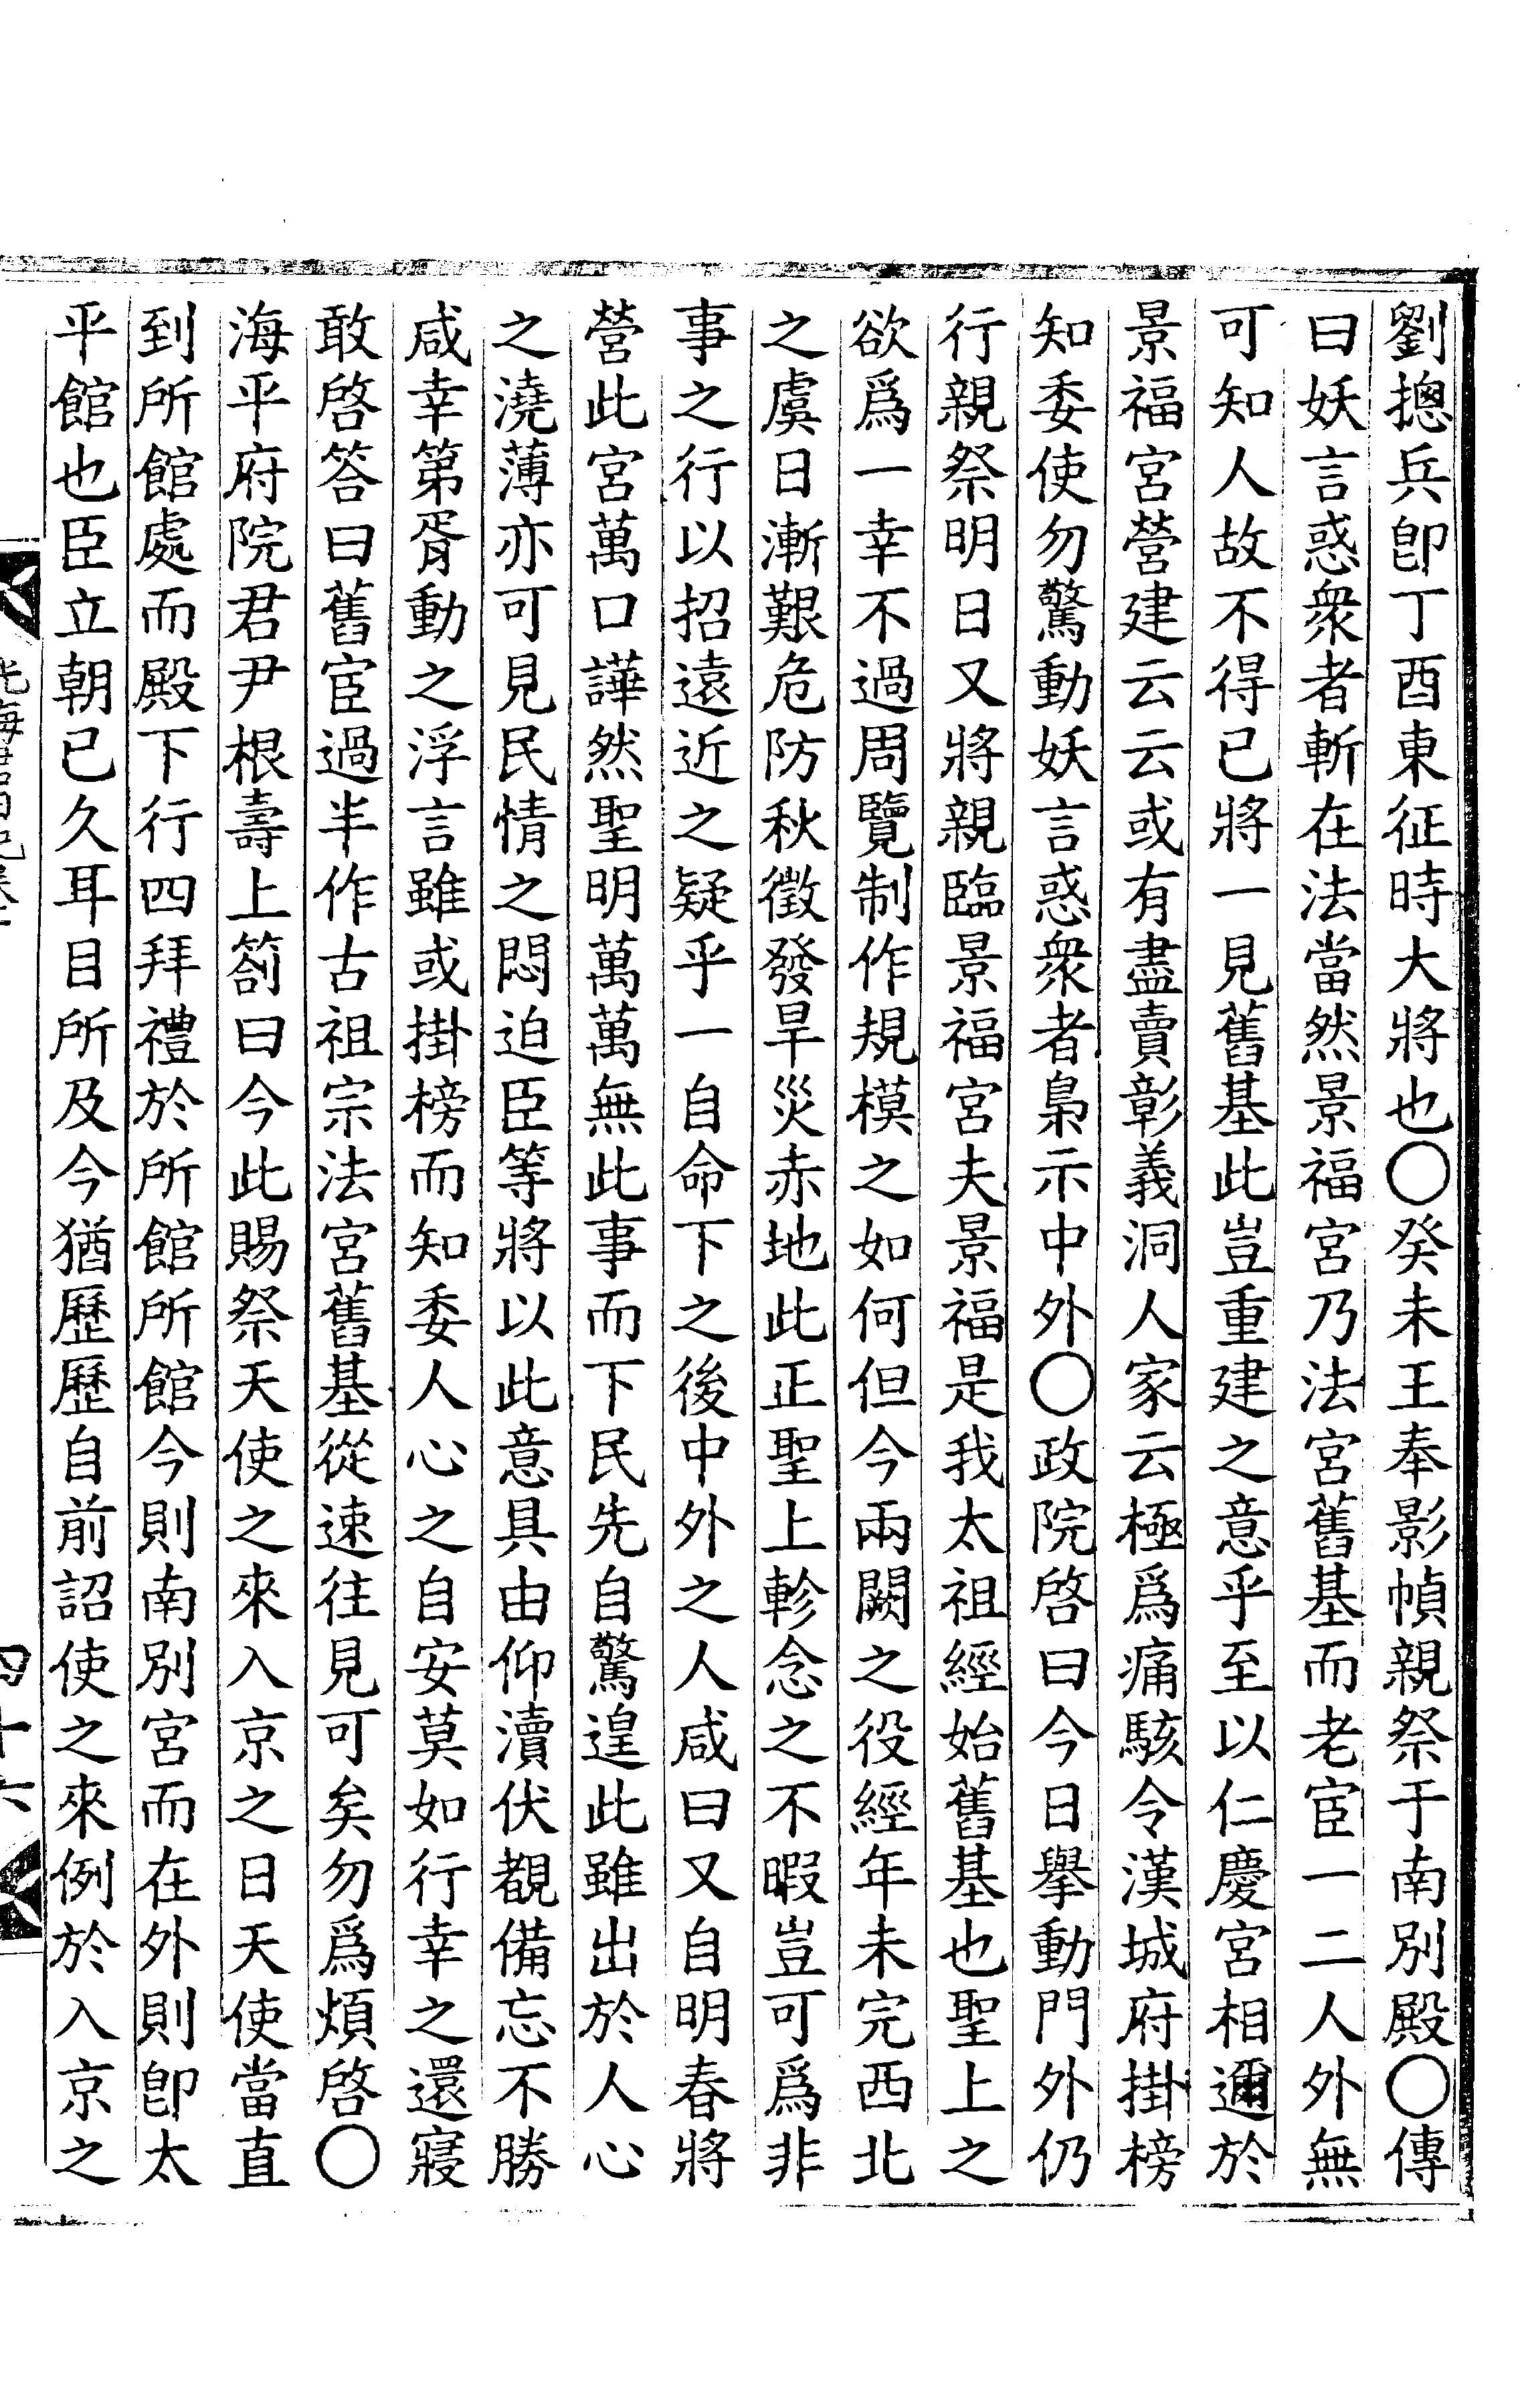 劉摠兵卽丁酉東征時大將也○癸未王奉影幀親祭于南別殿○傳
曰妖言惑衆者斬在法當然景福宮乃法宮舊基而老宦一二人外無
可知人故不得已將一見舊基此豈重建之意乎至以仁慶宮相邇於
景福宮營建云云或有盡賣彰義洞人家云極爲痛駭令漢城府掛榜
知委使勿驚動妖言惑衆者梟示中外○政院啓曰今日擧動門外仍
行親祭明日又將親臨景福宮夫景福是我太祖經始舊基也聖上之
欲爲一幸不過周覽制作規模之如何但今兩闕之役經年未完西北
之虞日漸艱危防秋徵發旱災赤地此正聖上軫念之不暇豈可爲非
事之行以招遠近之疑乎一自命下之後中外之人咸曰又自明春將
營此宮萬口譁然聖明萬萬無此事而下民先自驚遑此雖出於人心
之澆薄亦可見民情之悶迫臣等將以此意具由仰瀆伏覩備忘不勝
咸幸第胥動之浮言雖或掛榜而知委人心之自安莫如行幸之還寢
敢啓答曰舊宦過半作古祖宗法宮舊基從速往見可矣勿爲煩啓○
海平府院君尹根壽上箚曰今此賜祭天使之來入京之日天使當直
到所館處而殿下行四拜禮於所館所館今則南別宮而在外則卽太
平館也臣立朝已久耳目所及今猶歷歷自前詔使之來例於入京之
四十六